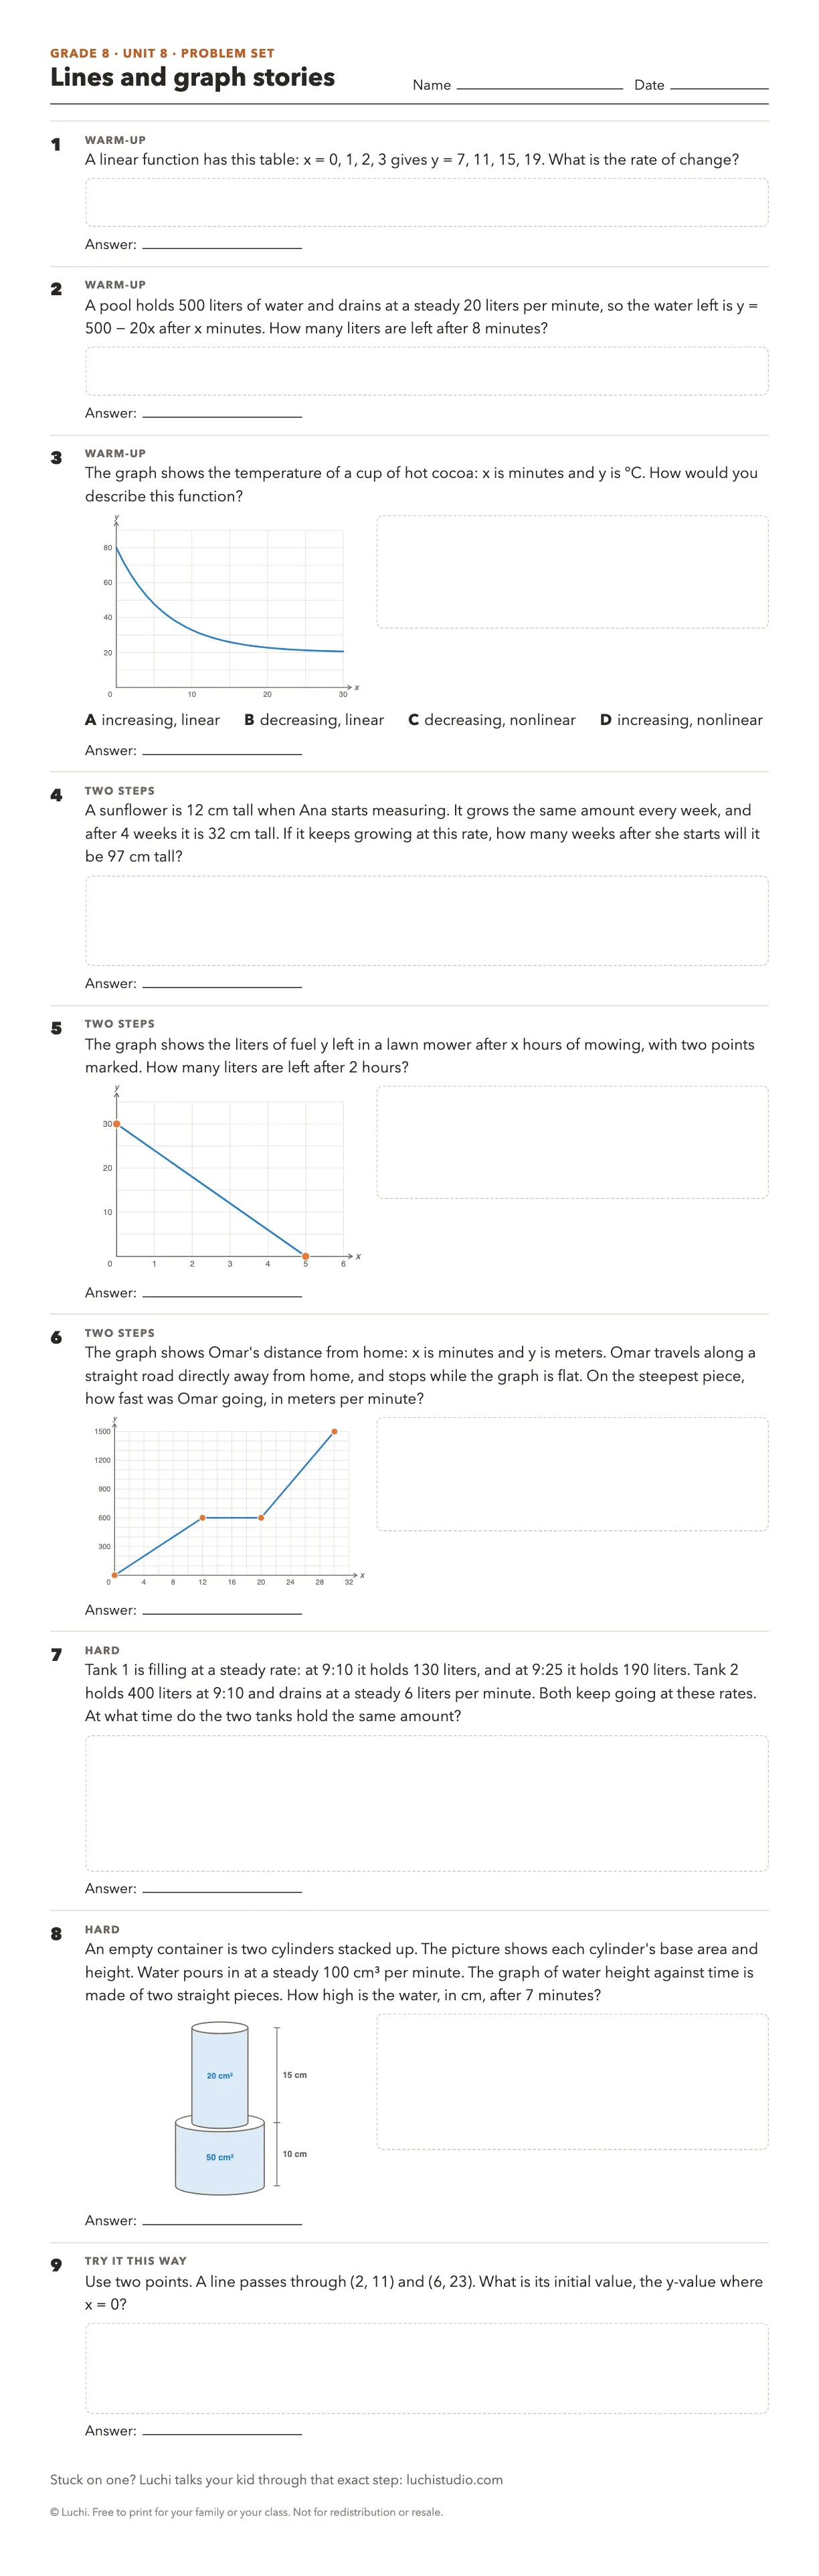 GRADE 8 · UNIT 8 · PROBLEM SET
Lines and graph stories
Name
Date
1
WARM-UP
A linear function has this table: x = 0, 1, 2, 3 gives y = 7, 11, 15, 19. What is the rate of change?
Answer:
2
WARM-UP
A pool holds 500 liters of water and drains at a steady 20 liters per minute, so the water left is y =
500 − 20x after x minutes. How many liters are left after 8 minutes?
Answer:
3
WARM-UP
The graph shows the temperature of a cup of hot cocoa: x is minutes and y is °C. How would you
describe this function?
y
80
60
40
20
0
10
20
30
x
A increasing, linear B decreasing, linear C decreasing, nonlinear D increasing, nonlinear
Answer:
4
TWO STEPS
A sunflower is 12 cm tall when Ana starts measuring. It grows the same amount every week, and
after 4 weeks it is 32 cm tall. If it keeps growing at this rate, how many weeks after she starts will it
be 97 cm tall?
Answer:
5
TWO STEPS
The graph shows the liters of fuel y left in a lawn mower after x hours of mowing, with two points
marked. How many liters are left after 2 hours?
y
30
20
10
0
1
2
3
4
5
6
x
Answer:
6
TWO STEPS
The graph shows Omar's distance from home: x is minutes and y is meters. Omar travels along a
straight road directly away from home, and stops while the graph is flat. On the steepest piece,
how fast was Omar going, in meters per minute?
y
1500
1200
900
600
300
0
4
8
12
16
20
24
28
32
x
Answer:
7
HARD
Tank 1 is filling at a steady rate: at 9:10 it holds 130 liters, and at 9:25 it holds 190 liters. Tank 2
holds 400 liters at 9:10 and drains at a steady 6 liters per minute. Both keep going at these rates.
At what time do the two tanks hold the same amount?
Answer:
8
HARD
An empty container is two cylinders stacked up. The picture shows each cylinder's base area and
height. Water pours in at a steady 100 cm³ per minute. The graph of water height against time is
made of two straight pieces. How high is the water, in cm, after 7 minutes?
20 cm²
15 cm
50 cm²
10 cm
Answer:
9
TRY IT THIS WAY
Use two points. A line passes through (2, 11) and (6, 23). What is its initial value, the y-value where
x = 0?
Answer:
Stuck on one? Luchi talks your kid through that exact step: luchistudio.com
© Luchi. Free to print for your family or your class. Not for redistribution or resale.